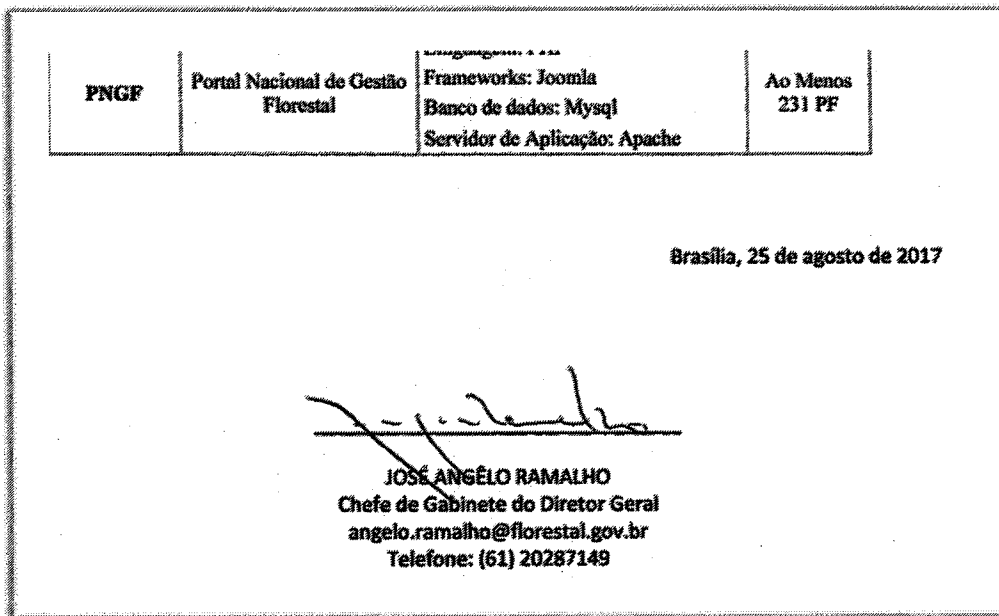 PNGF
Portal Nacional de Gestão
Florestal
Frameworks: Joomla
Banco de dados: Mysql
Servidor de Aplicação: Apache
Ao Menos
231 PF
Brasília, 25 de agosto de 2017
JOSÉ ANGÊLO RAMALHO
Chefe de Gabinete do Diretor Geral
angelo.ramalho@florestal.gov.br
Telefone: (61) 20287149